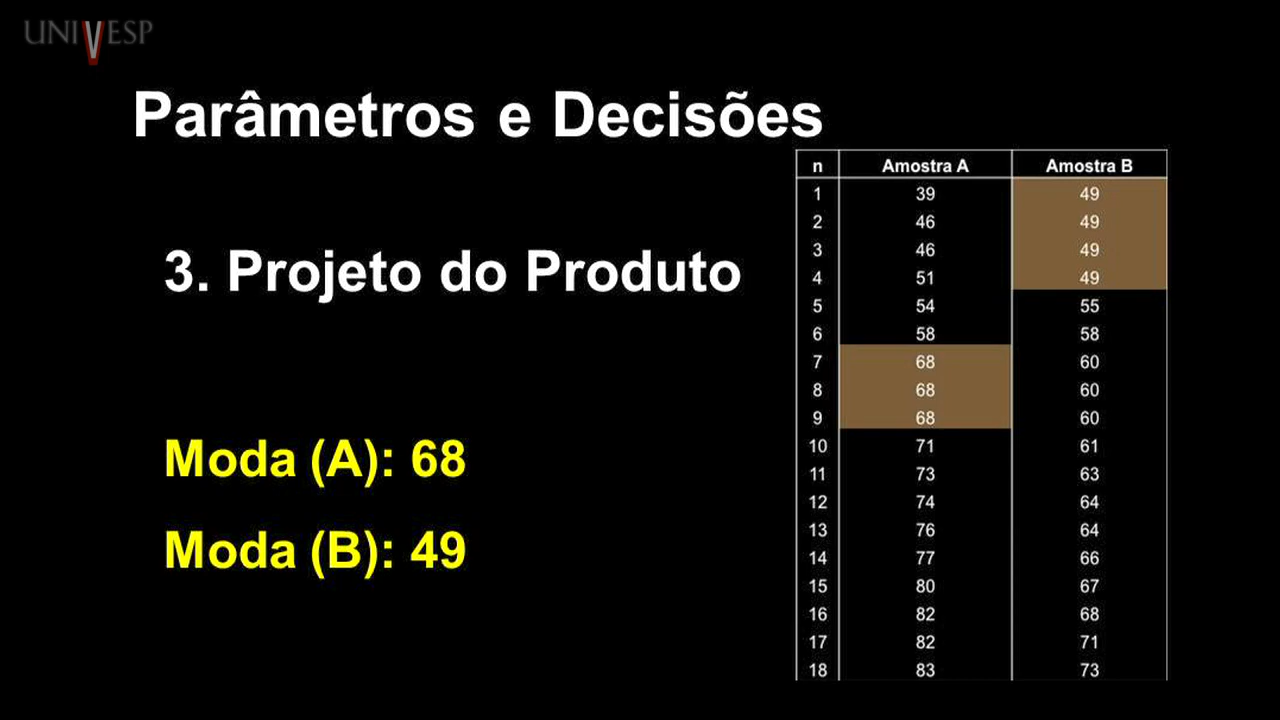 UNIVESP
Parâmetros e Decisões
3. Projeto do Produto
Moda (A): 68
Moda (B): 49
n Amostra A Amostra B
1 39 49
2 46 49
3 46 49
4 51 49
5 54 55
6 58 58
7 68 60
8 68 60
9 68 60
10 71 61
11 73 63
12 74 64
13 76 64
14 77 66
15 80 67
16 82 68
17 82 71
18 83 73